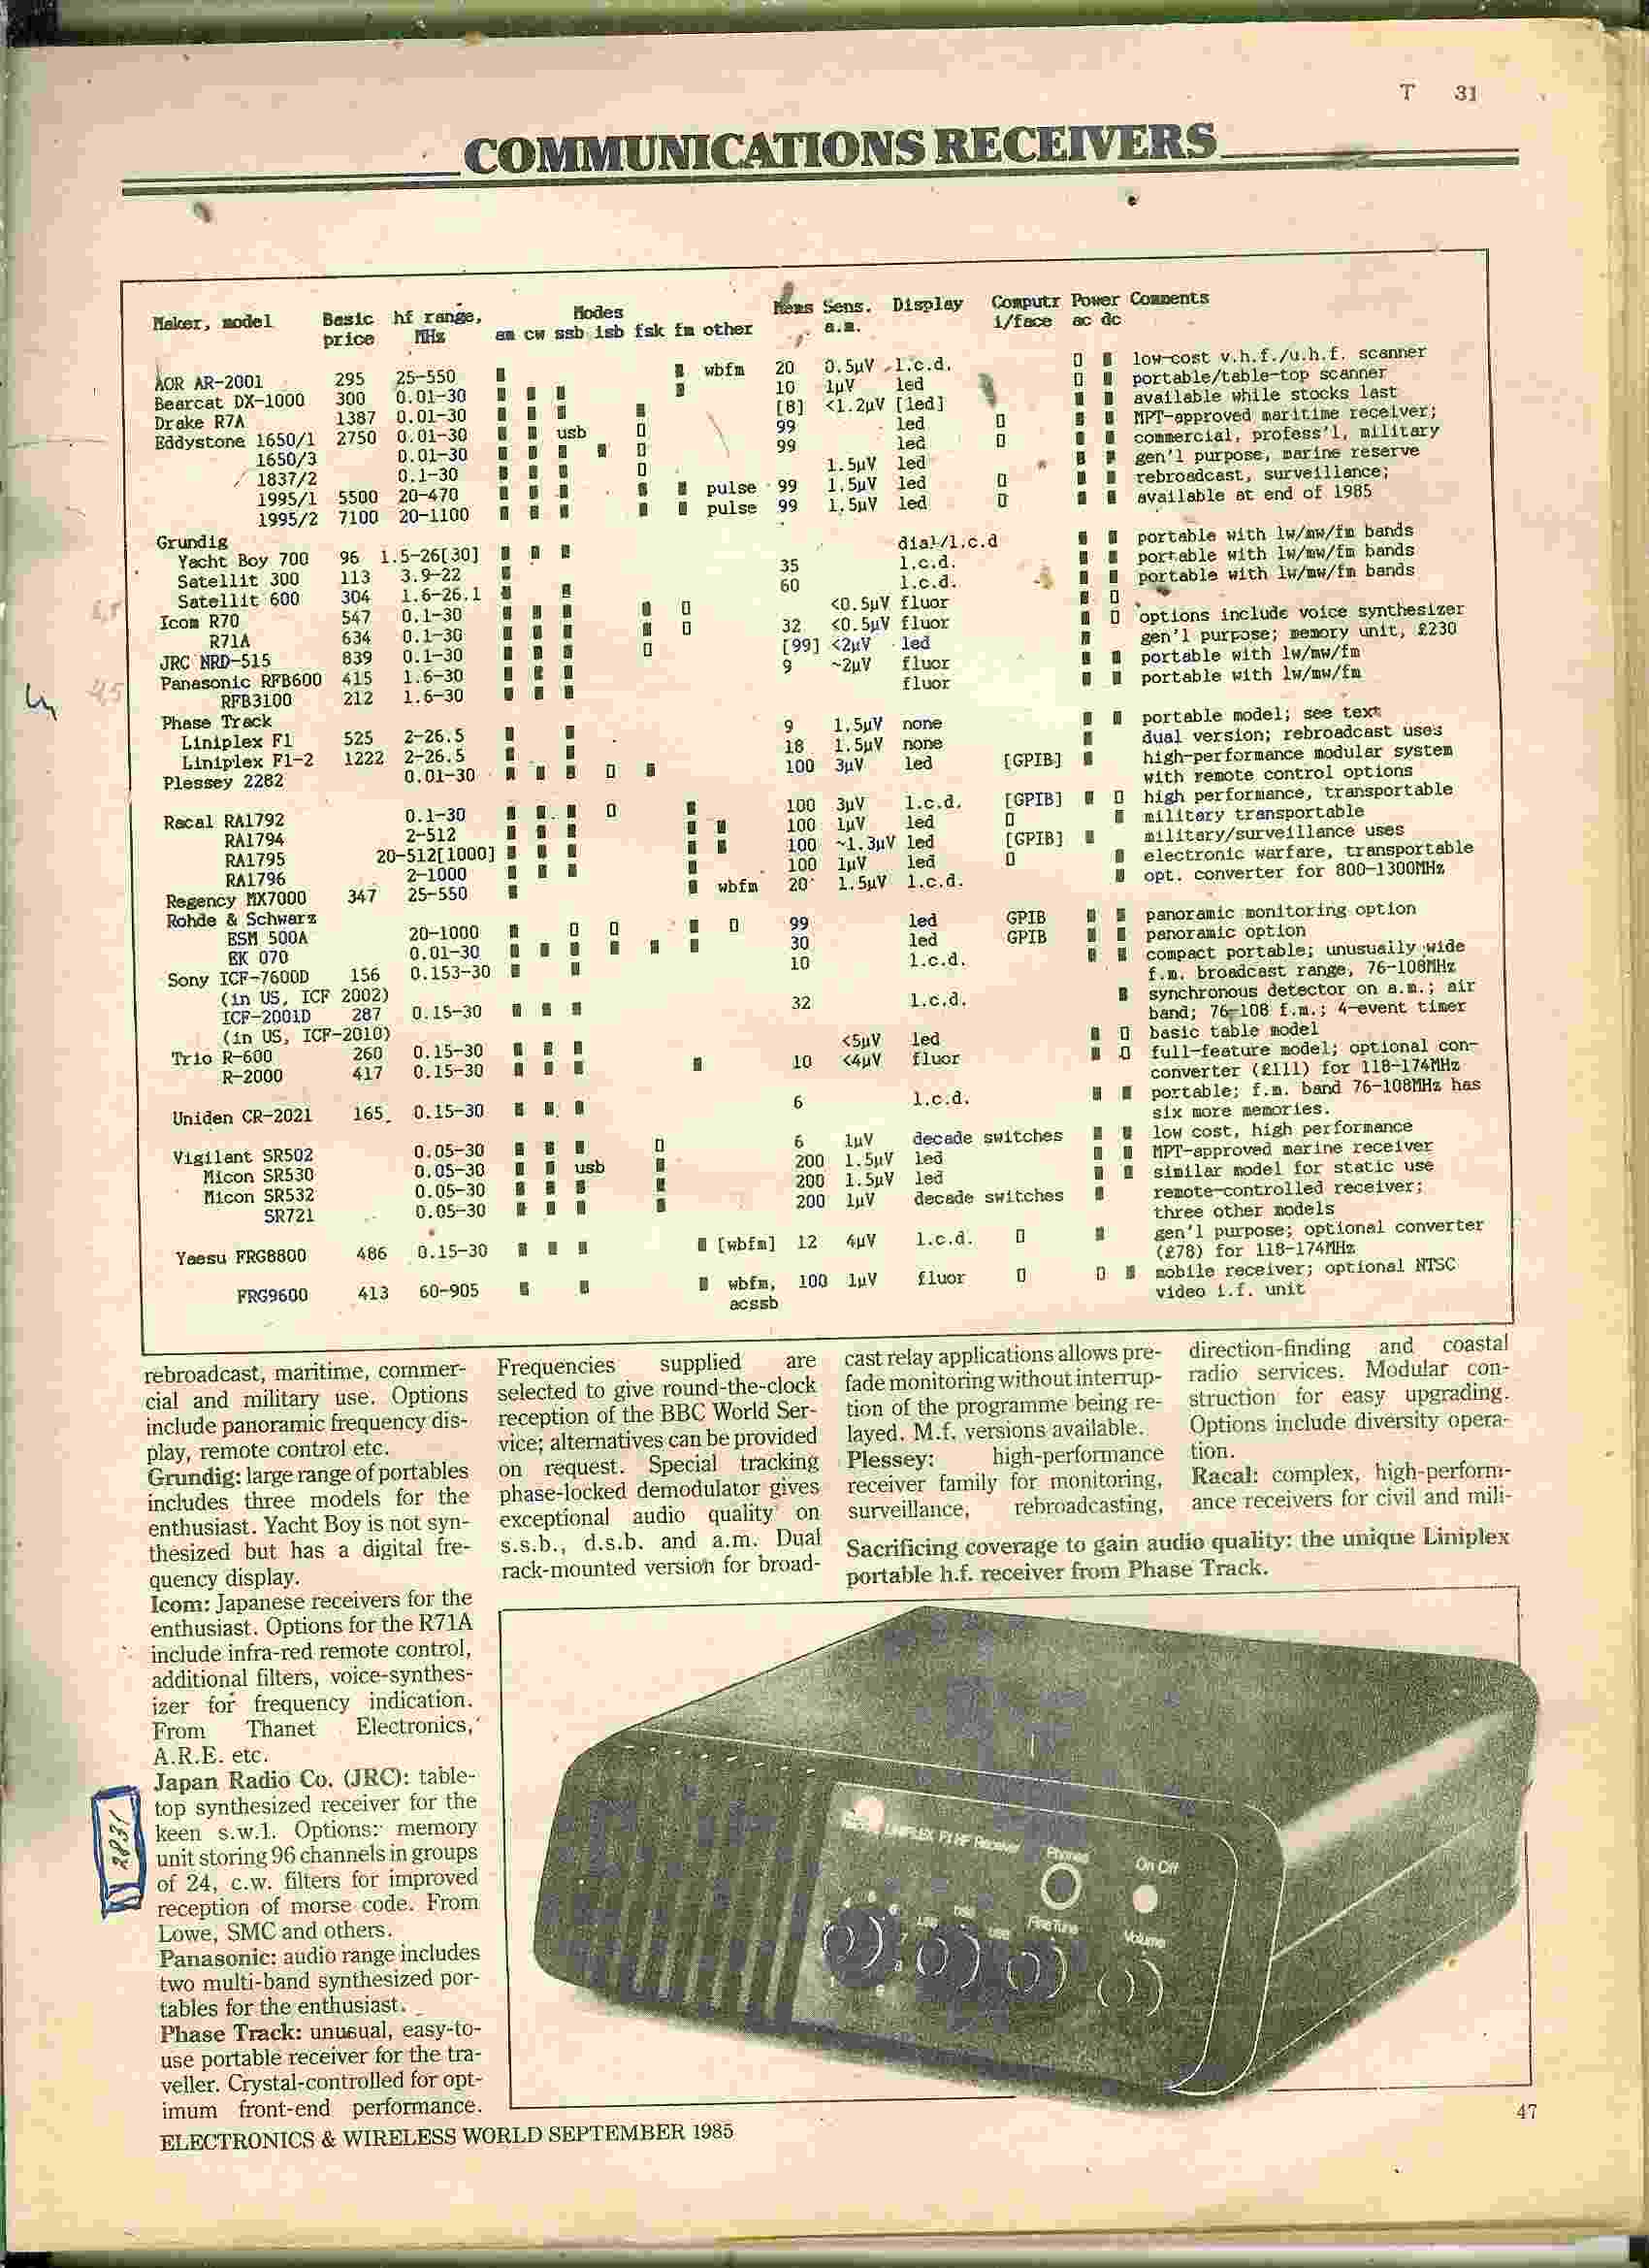 T 31
COMMUNICATIONS RECEIVERS
Maker, model Basic price hf range, MHz Modes am cw ssb isb fsk fm other Mems Sens. a.m. Display Computr i/face Power ac dc Comments
AOR AR-2001 295 25-550 wbfm 20 0.5µV l.c.d. low-cost v.h.f./u.h.f. scanner
Bearcat DX-1000 300 0.01-30 10 1µV led portable/table-top scanner
Drake R7A 1387 0.01-30 [8] <1.2µV [led] available while stocks last
Eddystone 1650/1 2750 0.01-30 usb 99 led MPT-approved maritime receiver;
1650/3 0.01-30 99 led commercial, profess'l, military
1837/2 0.1-30 1.5µV led gen'l purpose, marine reserve
1995/1 5500 20-470 pulse 99 1.5µV led rebroadcast, surveillance;
1995/2 7100 20-1100 pulse 99 1.5µV led available at end of 1985
Grundig
Yacht Boy 700 96 1.5-26[30] dial/l.c.d portable with lw/mw/fm bands
Satellit 300 113 3.9-22 35 l.c.d. portable with lw/mw/fm bands
Satellit 600 304 1.6-26.1 60 l.c.d. portable with lw/mw/fm bands
Icom R70 547 0.1-30 <0.5µV fluor
R71A 634 0.1-30 32 <0.5µV fluor options include voice synthesizer
JRC NRD-515 839 0.1-30 [99] <2µV led gen'l purpose; memory unit, £230
Panasonic RFB600 415 1.6-30 9 ~2µV fluor portable with lw/mw/fm
RFB3100 212 1.6-30 fluor portable with lw/mw/fm
Phase Track
Liniplex F1 525 2-26.5 9 1.5µV none portable model; see text
Liniplex F1-2 1222 2-26.5 18 1.5µV none dual version; rebroadcast uses
Plessey 2282 0.01-30 100 3µV led [GPIB] high-performance modular system
with remote control options
Racal RA1792 0.1-30 100 3µV l.c.d. [GPIB] high performance, transportable
RA1794 2-512 100 1µV led military transportable
RA1795 20-512[1000] 100 ~1.3µV led [GPIB] military/surveillance uses
RA1796 2-1000 100 1µV led electronic warfare, transportable
Regency MX7000 347 25-550 wbfm 20 1.5µV l.c.d. opt. converter for 800-1300MHz
Rohde & Schwarz
ESM 500A 20-1000 99 led GPIB panoramic monitoring option
EK 070 0.01-30 30 led GPIB panoramic option
Sony ICF-7600D 156 0.153-30 10 l.c.d. compact portable; unusually wide
(in US, ICF 2002) f.m. broadcast range, 76-108MHz
ICF-2001D 287 0.15-30 32 l.c.d. synchronous detector on a.m.; air
(in US, ICF-2010) band; 76-108 f.m.; 4-event timer
Trio R-600 260 0.15-30 <5µV led basic table model
R-2000 417 0.15-30 10 <4µV fluor full-feature model; optional con-
converter (£111) for 118-174MHz
Uniden CR-2021 165 0.15-30 6 l.c.d. portable; f.m. band 76-108MHz has
six more memories.
Vigilant SR502 0.05-30 6 1µV decade switches low cost, high performance
Micon SR530 0.05-30 usb 200 1.5µV led MPT-approved marine receiver
Micon SR532 0.05-30 200 1.5µV led similar model for static use
SR721 0.05-30 200 1µV decade switches remote-controlled receiver;
three other models
Yaesu FRG8800 486 0.15-30 [wbfm] 12 4µV l.c.d. gen'l purpose; optional converter
(£78) for 118-174MHz
FRG9600 413 60-905 wbfm, 100 1µV fluor mobile receiver; optional NTSC
acssb video i.f. unit
rebroadcast, maritime, commer-
cial and military use. Options
include panoramic frequency dis-
play, remote control etc.
Grundig: large range of portables
includes three models for the
enthusiast. Yacht Boy is not syn-
thesized but has a digital fre-
quency display.
Icom: Japanese receivers for the
enthusiast. Options for the R71A
include infra-red remote control,
additional filters, voice-synthes-
izer for frequency indication.
From Thanet Electronics,
A.R.E. etc.
Japan Radio Co. (JRC): table-
top synthesized receiver for the
keen s.w.l. Options: memory
unit storing 96 channels in groups
of 24, c.w. filters for improved
reception of morse code. From
Lowe, SMC and others.
Panasonic: audio range includes
two multi-band synthesized por-
tables for the enthusiast.
Phase Track: unusual, easy-to-
use portable receiver for the tra-
veller. Crystal-controlled for opt-
imum front-end performance.
Frequencies supplied are
selected to give round-the-clock
reception of the BBC World Ser-
vice; alternatives can be provided
on request. Special tracking
phase-locked demodulator gives
exceptional audio quality on
s.s.b., d.s.b. and a.m. Dual
rack-mounted version for broad-
cast relay applications allows pre-
fade monitoring without interrup-
tion of the programme being re-
layed. M.f. versions available.
Plessey: high-performance
receiver family for monitoring,
surveillance, rebroadcasting,
direction-finding and coastal
radio services. Modular con-
struction for easy upgrading.
Options include diversity opera-
tion.
Racal: complex, high-perform-
ance receivers for civil and mili-
Sacrificing coverage to gain audio quality: the unique Liniplex
portable h.f. receiver from Phase Track.
LINIPLEX F1 HF Receiver
Phones
On Off
Fine Tune
Volume
LSB DSB USB
2831
ELECTRONICS & WIRELESS WORLD SEPTEMBER 1985
47